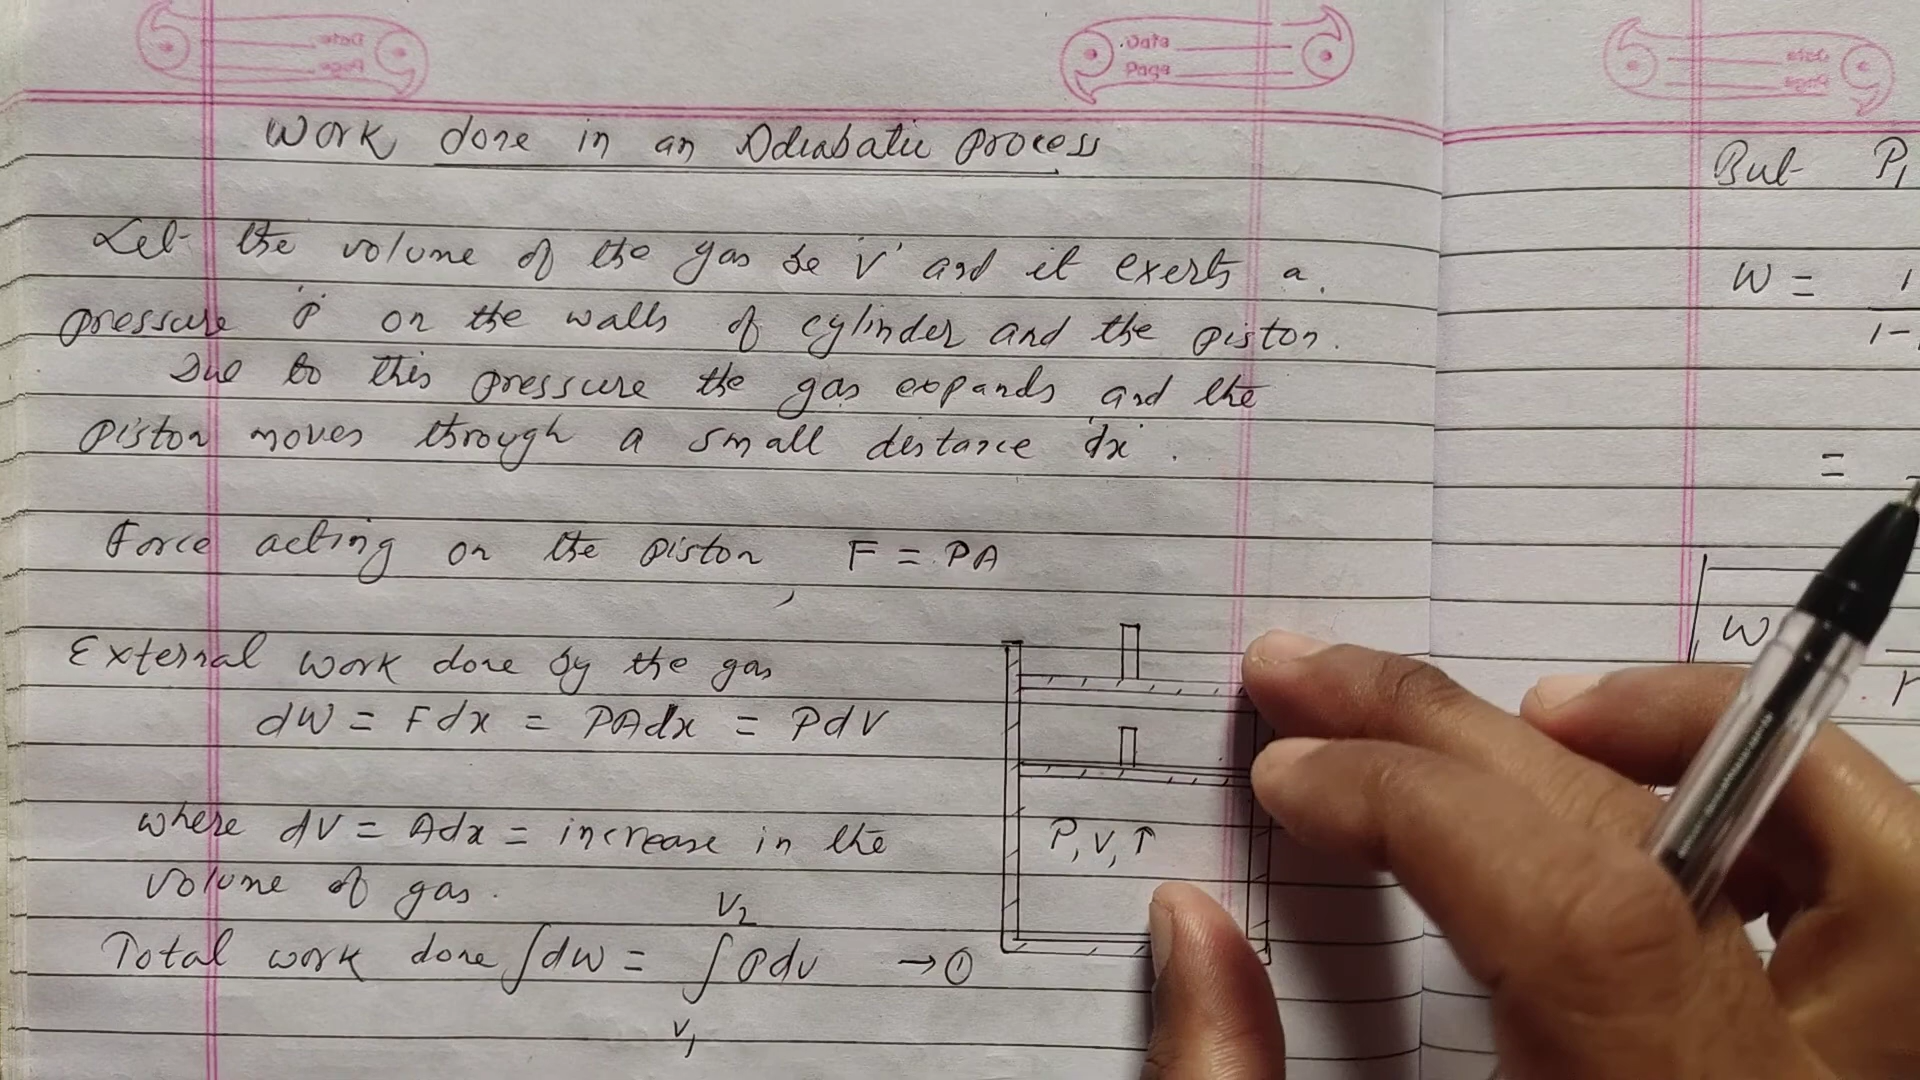 Date
Page
Work done in an Adiabatic process
Let the volume of the gas be 'V' and it exerts a
pressure 'P' on the walls of cylinder and the piston.
Due to this pressure the gas expands and the
piston moves through a small distance 'dx'.
Force acting on the piston, F = PA
External work done by the gas
dW = Fdx = PAdx = PdV
where dV = Adx = increase in the
volume of gas.
Total work done ∫dW = ∫ Pdv → ①
V₂
V₁
P, V, T
But P₁
W = 1
1-
=
W
r